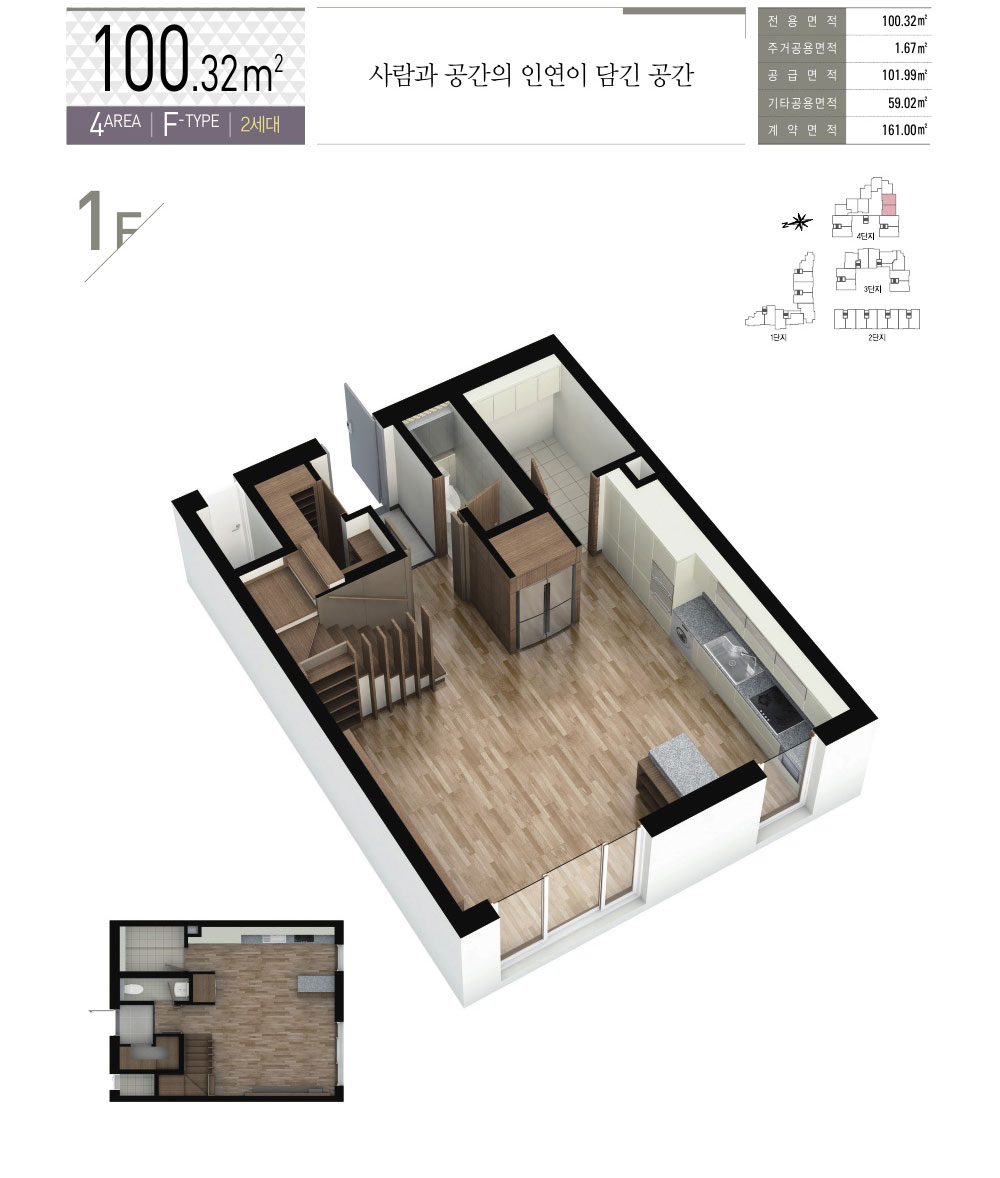 100.32m²
4AREA | F-TYPE | 2세대
사람과 공간의 인연이 담긴 공간
전용면적 100.32㎡
주거공용면적 1.67㎡
공급면적 101.99㎡
기타공용면적 59.02㎡
계약면적 161.00㎡
1F
N
4단지
3단지
1단지
2단지